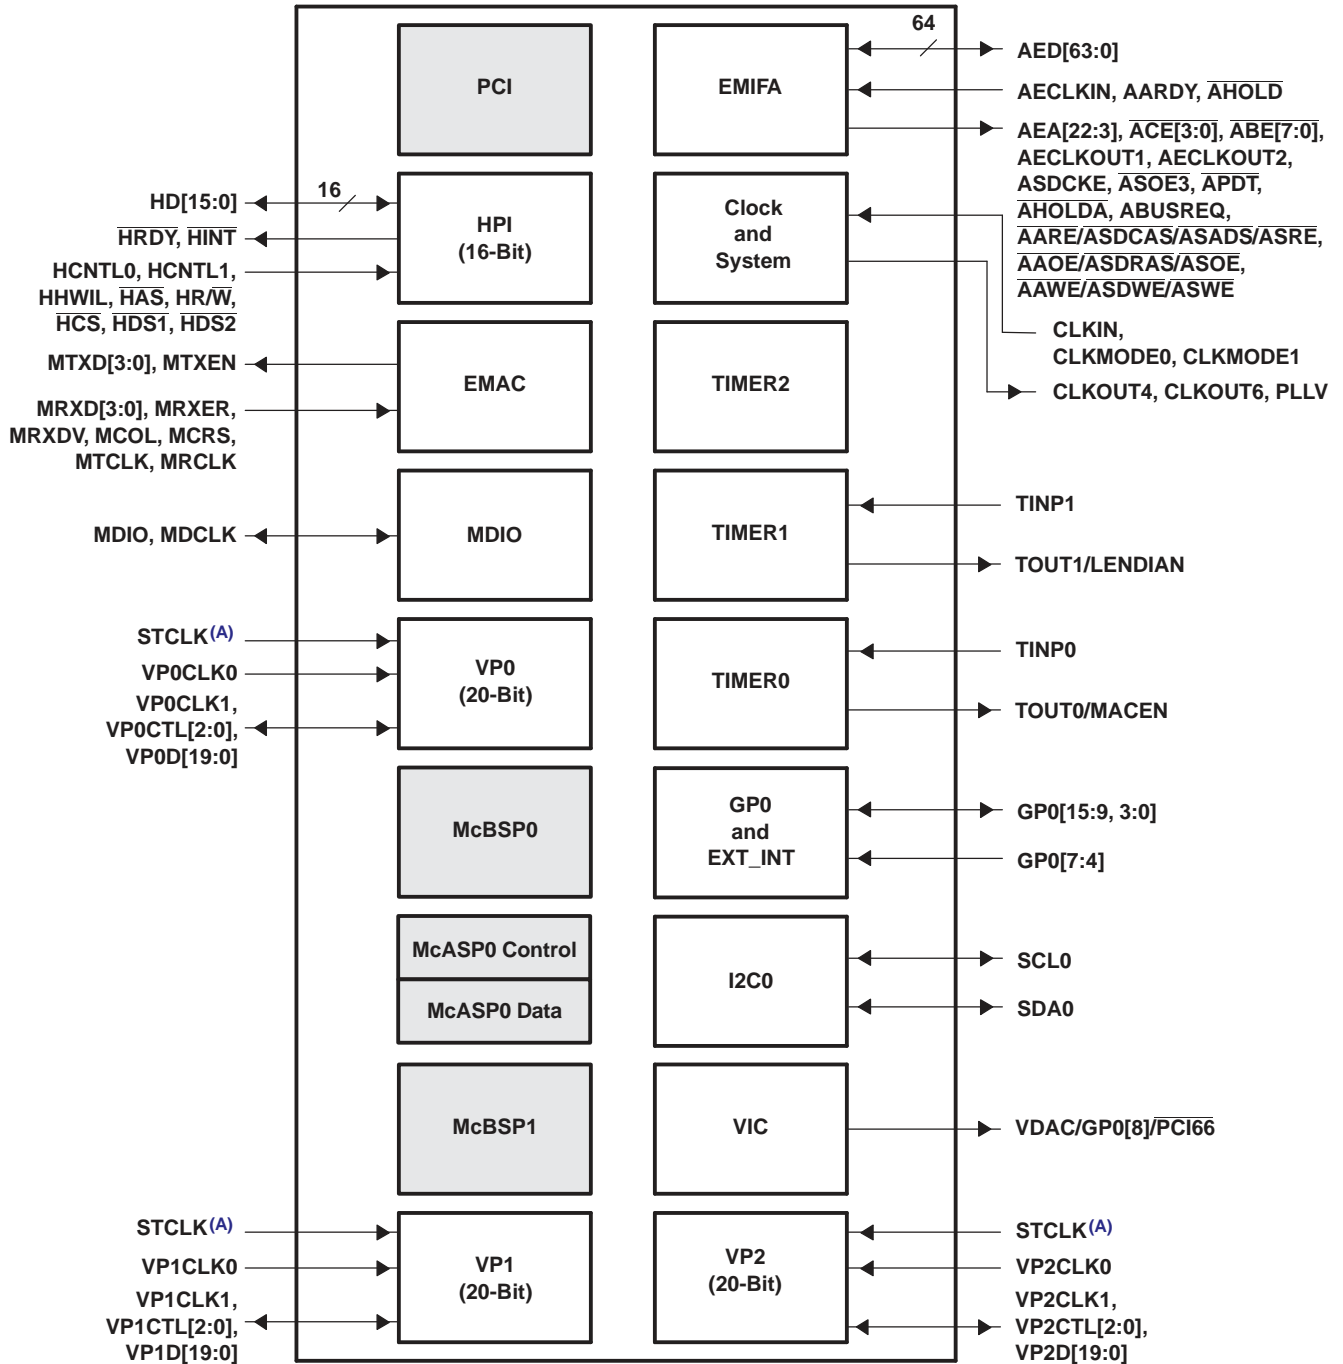 64
PCI
EMIFA
AED[63:0]
AECLKIN, AARDY, AHOLD
AEA[22:3], ACE[3:0], ABE[7:0],
AECLKOUT1, AECLKOUT2,
ASDCKE, ASOE3, APDT,
AHOLDA, ABUSREQ,
AARE/ASDCAS/ASADS/ASRE,
AAOE/ASDRAS/ASOE,
AAWE/ASDWE/ASWE
HD[15:0]
16
HRDY, HINT
HCNTL0, HCNTL1,
HHWIL, HAS, HR/W,
HCS, HDS1, HDS2
HPI
(16-Bit)
Clock
and
System
CLKIN,
CLKMODE0, CLKMODE1
CLKOUT4, CLKOUT6, PLLV
MTXD[3:0], MTXEN
MRXD[3:0], MRXER,
MRXDV, MCOL, MCRS,
MTCLK, MRCLK
EMAC
TIMER2
MDIO, MDCLK
MDIO
TIMER1
TINP1
TOUT1/LENDIAN
STCLK(A)
VP0CLK0
VP0CLK1,
VP0CTL[2:0],
VP0D[19:0]
VP0
(20-Bit)
TIMER0
TINP0
TOUT0/MACEN
McBSP0
GP0
and
EXT_INT
GP0[15:9, 3:0]
GP0[7:4]
McASP0 Control
McASP0 Data
I2C0
SCL0
SDA0
McBSP1
VIC
VDAC/GP0[8]/PCI66
STCLK(A)
VP1CLK0
VP1CLK1,
VP1CTL[2:0],
VP1D[19:0]
VP1
(20-Bit)
VP2
(20-Bit)
STCLK(A)
VP2CLK0
VP2CLK1,
VP2CTL[2:0],
VP2D[19:0]